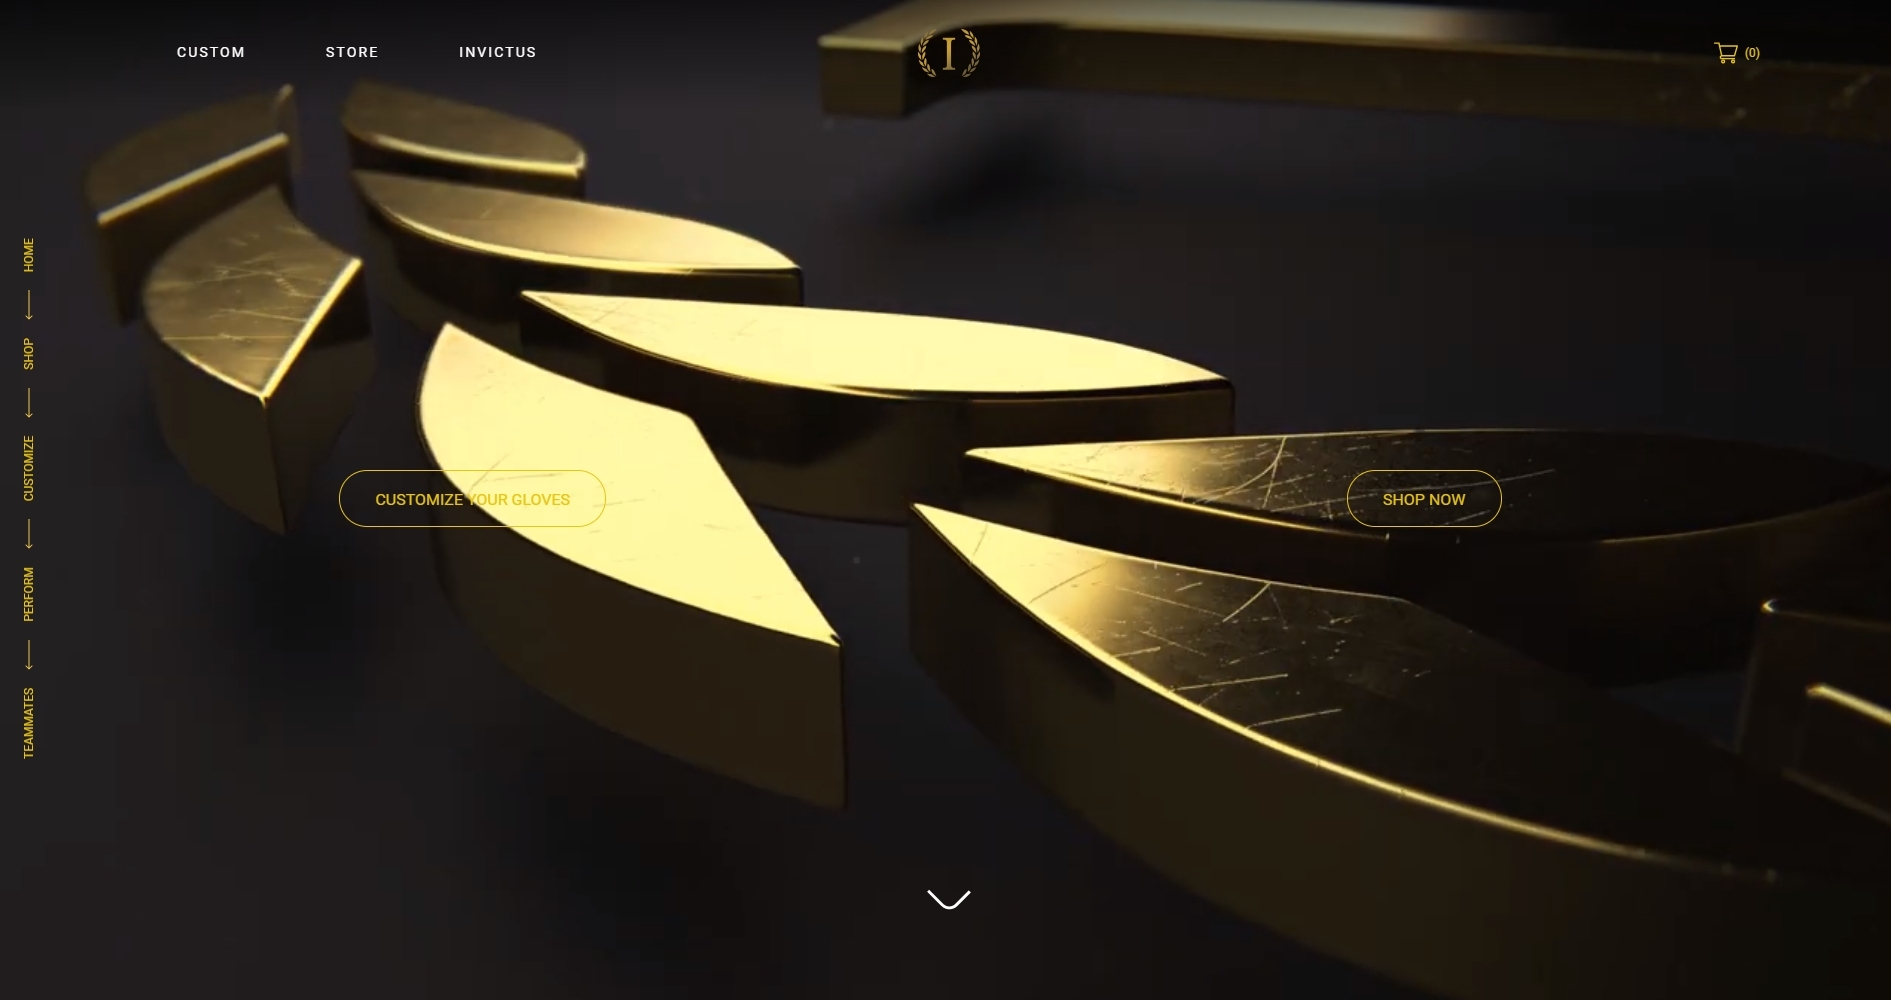 CUSTOM
STORE
INVICTUS
I
(0)
HOME
SHOP
CUSTOMIZE
PERFORM
TEAMMATES
CUSTOMIZE YOUR GLOVES
SHOP NOW